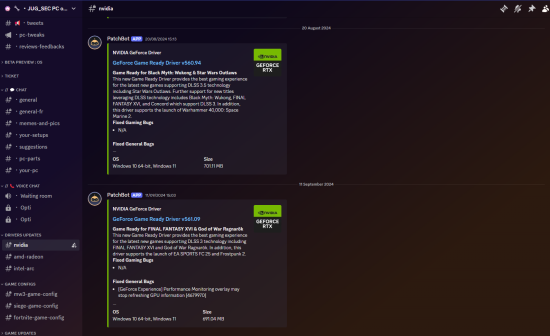 JUG_SEC PC o...
tweets
pc-tweaks
reviews-feedbacks
BETA PREVIEW : OS
TICKET
CHAT
general
general-fr
memes-and-pics
your-setups
suggestions
pc-parts
your-pc
VOICE CHAT
Waiting room
Opti
Opti
DRIVERS UPDATES
nvidia
amd-radeon
intel-arc
GAME CONFIGS
mw3-game-config
siege-game-config
fortnite-game-config
GAME UPDATES
nvidia
20 August 2024
PatchBot APP 20/08/2024 15:15
NVIDIA GeForce Driver
GeForce Game Ready Driver v560.94
Game Ready for Black Myth: Wukong & Star Wars Outlaws
This new Game Ready Driver provides the best gaming experience
for the latest new games supporting DLSS 3.5 technology
including Star Wars Outlaws. Further support for new titles
leveraging DLSS technology includes Black Myth: Wukong, FINAL
FANTASY XVI, and Concord which support DLSS 3. In addition,
this driver supports the launch of Warhammer 40,000: Space
Marine 2.
Fixed Gaming Bugs
• N/A
Fixed General Bugs
...
OS Size
Windows 10 64-bit, Windows 11 701.11 MB
NVIDIA
GEFORCE
RTX
11 September 2024
PatchBot APP
NVIDIA GeForce Driver
GeForce Game Ready Driver v561.09
Game Ready for FINAL FANTASY XVI & God of War Ragnarök
This new Game Ready Driver provides the best gaming experience
for the latest new games supporting DLSS 3 technology including
FINAL FANTASY XVI and God of War Ragnarök. In addition, this
driver supports the launch of EA SPORTS FC 25 and Frostpunk 2.
Fixed Gaming Bugs
• N/A
Fixed General Bugs
• [GeForce Experience] Performance Monitoring overlay may
stop refreshing GPU information [4679970]
...
OS Size
Windows 10 64-bit, Windows 11 691.04 MB
NVIDIA
GEFORCE
RTX